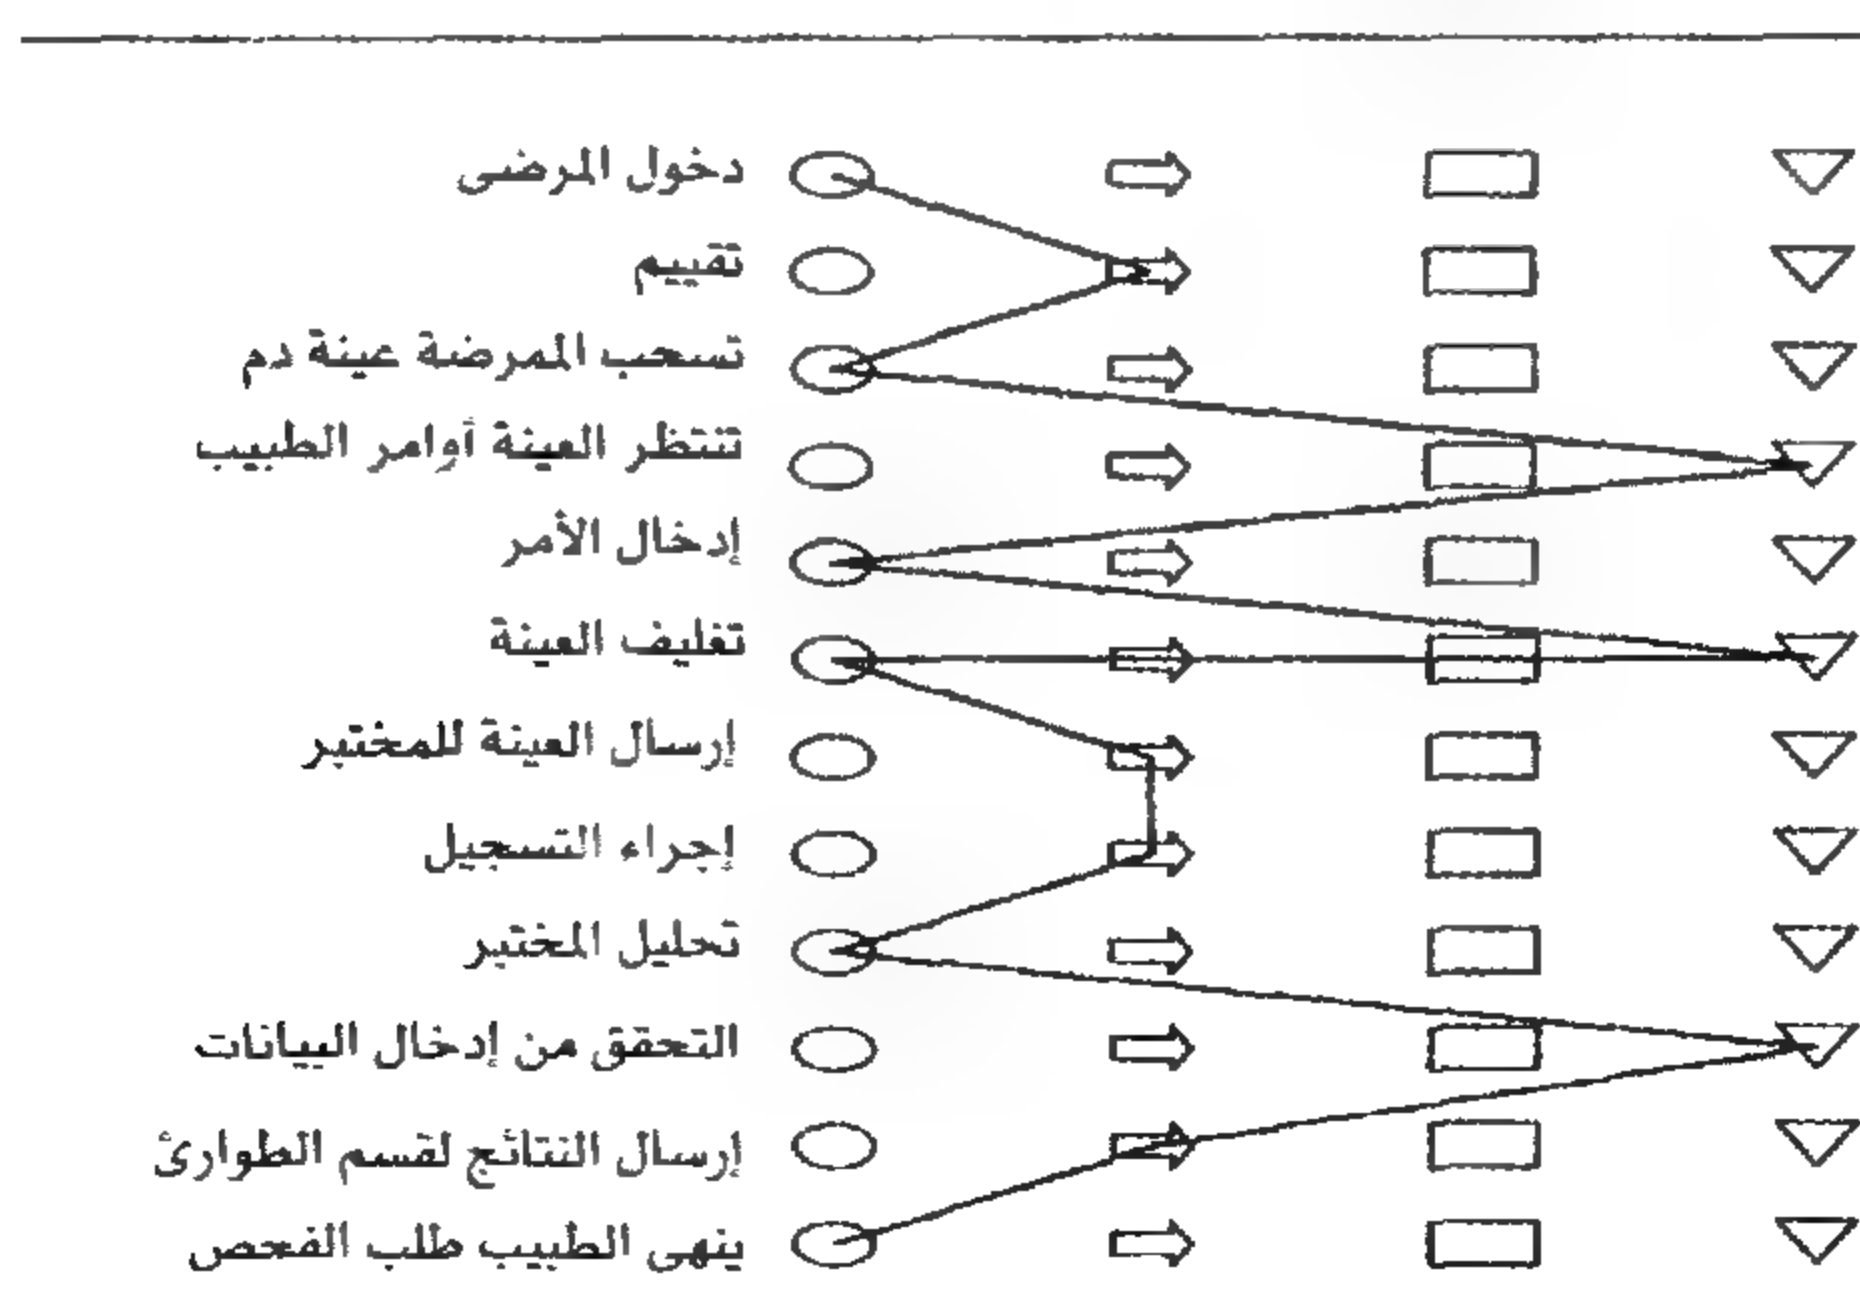 دخول المرضى
تقييم
تسحب الممرضة عينة دم
تنتظر العينة أوامر الطبيب
إدخال الأمر
تغليف العينة
إرسال العينة للمختبر
إجراء التسجيل
تحليل المختبر
التحقق من إدخال البيانات
إرسال النتائج لقسم الطوارئ
ينهى الطبيب طلب الفحص